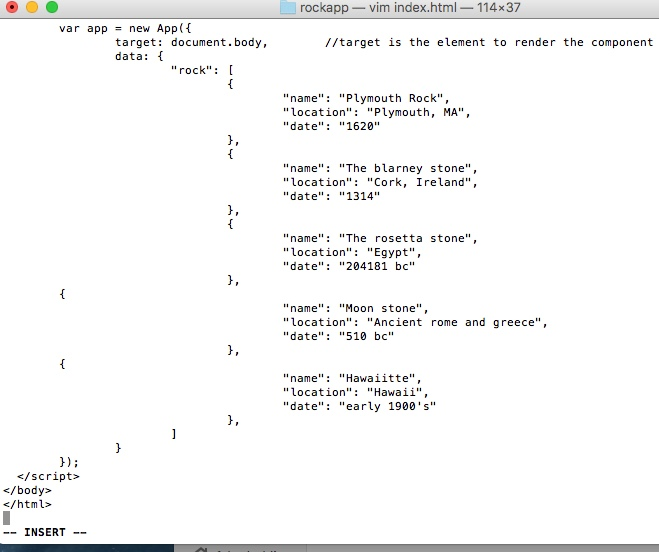 rockapp — vim index.html — 114×37
var app = new App({
target: document.body, //target is the element to render the component
data: {
"rock": [
{
"name": "Plymouth Rock",
"location": "Plymouth, MA",
"date": "1620"
},
{
"name": "The blarney stone",
"location": "Cork, Ireland",
"date": "1314"
},
{
"name": "The rosetta stone",
"location": "Egypt",
"date": "204181 bc"
},
{
"name": "Moon stone",
"location": "Ancient rome and greece",
"date": "510 bc"
},
{
"name": "Hawaiitte",
"location": "Hawaii",
"date": "early 1900's"
},
]
}
});
</script>
</body>
</html>
-- INSERT --